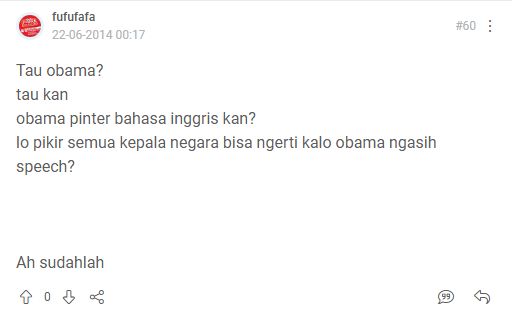 fufufafa
22-06-2014 00:17
#60
Tau obama?
tau kan
obama pinter bahasa inggris kan?
lo pikir semua kepala negara bisa ngerti kalo obama ngasih
speech?
Ah sudahlah
0